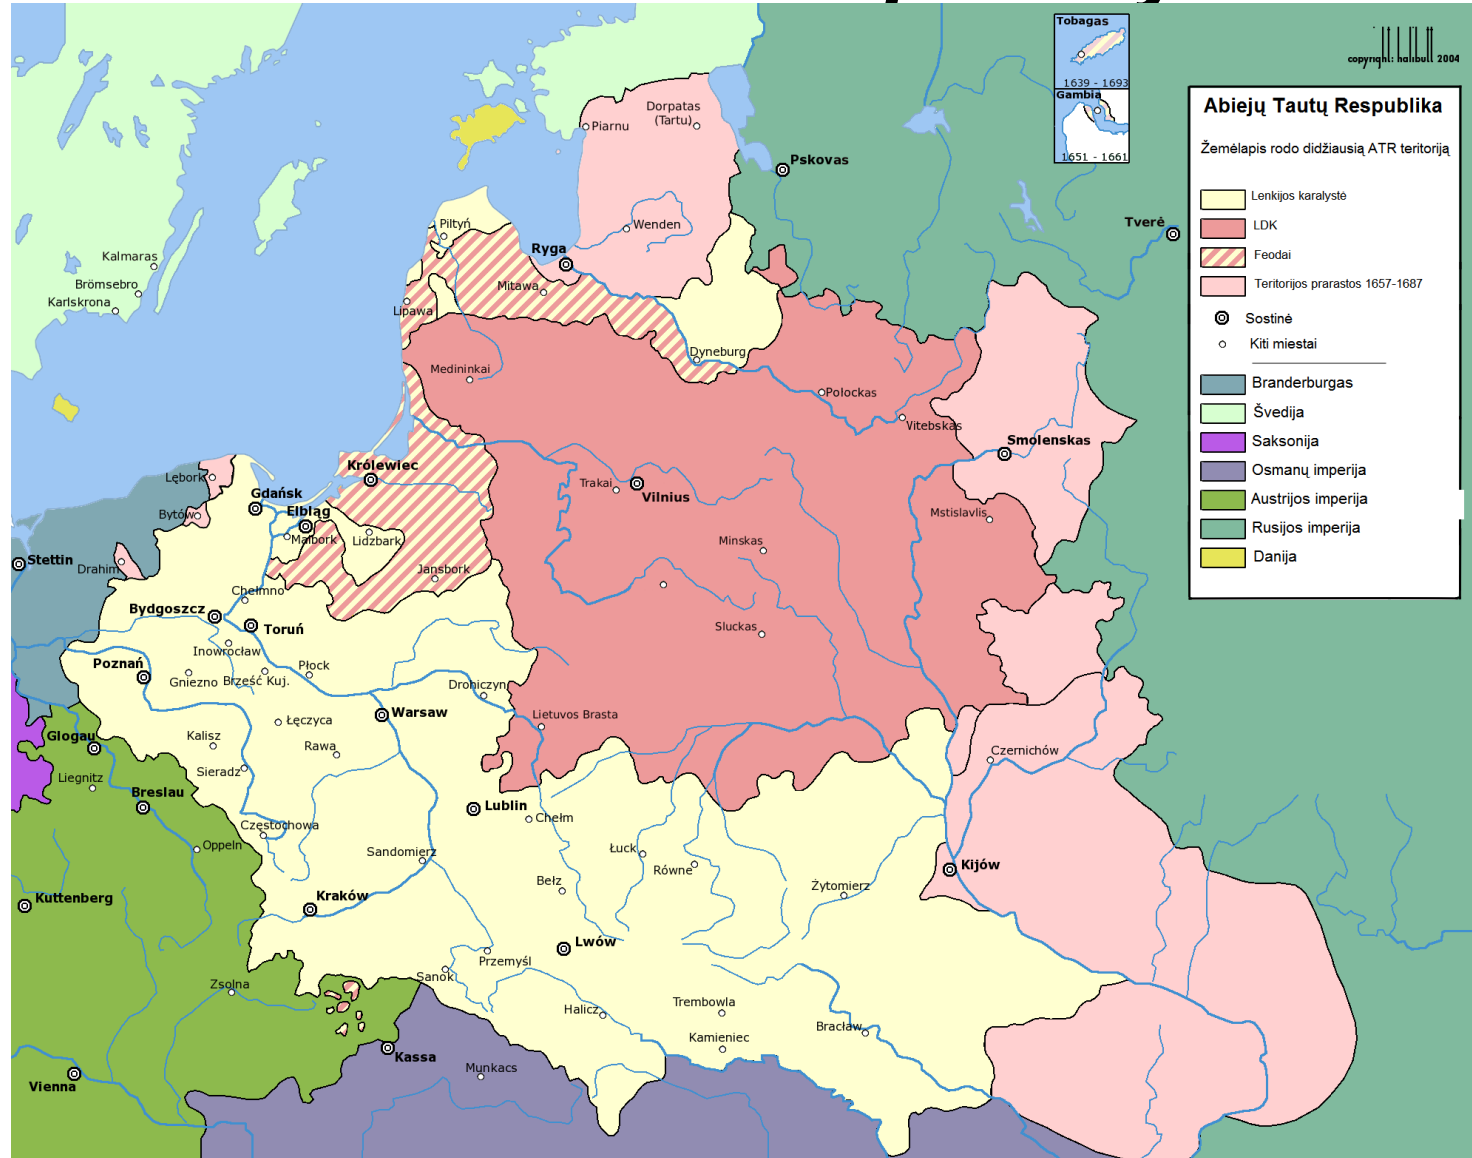 Tobagas
1639 - 1693
Gambia
1651 - 1661
copyright: halibutt 2004
Abiejų Tautų Respublika
Žemėlapis rodo didžiausią ATR teritoriją
Lenkijos karalystė
LDK
Feodai
Teritorijos prarastos 1657-1687
Sostinė
Kiti miestai
Branderburgas
Švedija
Saksonija
Osmanų imperija
Austrijos imperija
Rusijos imperija
Danija
Dorpatas
(Tartu)
Piarnu
Pskovas
Piltyń
Wenden
Tverė
Ryga
Kalmaras
Brömsebro
Karlskrona
Mitawa
Lipawa
Dyneburg
Medininkai
Połockas
Vitebskas
Smolenskas
Królewiec
Lębork
Trakai
Vilnius
Gdańsk
Elbląg
Bytów
Mstislavlis
Malbork
Lidzbark
Minskas
Stettin
Drahim
Jansbork
Chełmno
Bydgoszcz
Toruń
Sluckas
Inowrocław
Poznań
Płock
Gniezno
Brześć Kuj.
Drohiczyn
Warsaw
Lietuvos Brasta
Łęczyca
Kalisz
Rawa
Glogau
Czernichów
Sieradz
Liegnitz
Breslau
Lublin
Chełm
Częstochowa
Oppeln
Sandomierz
Łuck
Równe
Kijów
Bełz
Żytomierz
Kuttenberg
Kraków
Lwów
Przemyśl
Sanok
Zsolna
Halicz
Trembowla
Bracław
Kamieniec
Kassa
Munkacs
Vienna